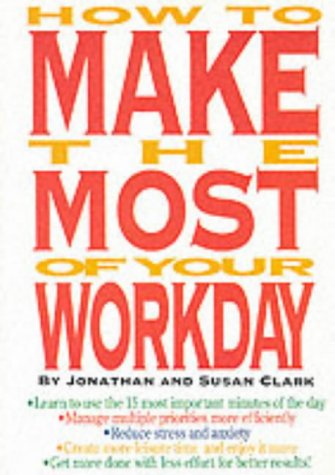 HOW TO
MAKE
THE
MOST
OF YOUR
WORKDAY
BY JONATHAN AND SUSAN CLARK
•Learn to use the 15 most important minutes of the day
•Manage multiple priorities more efficiently
•Reduce stress and anxiety
•Create more leisure time and enjoy it more
•Get more done with less effort for better results!